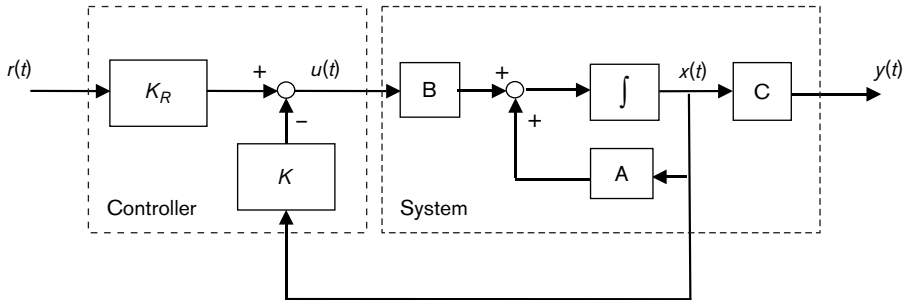 r(t)
K_R
+
−
u(t)
K
Controller
B
+
+
∫
x(t)
A
C
y(t)
System